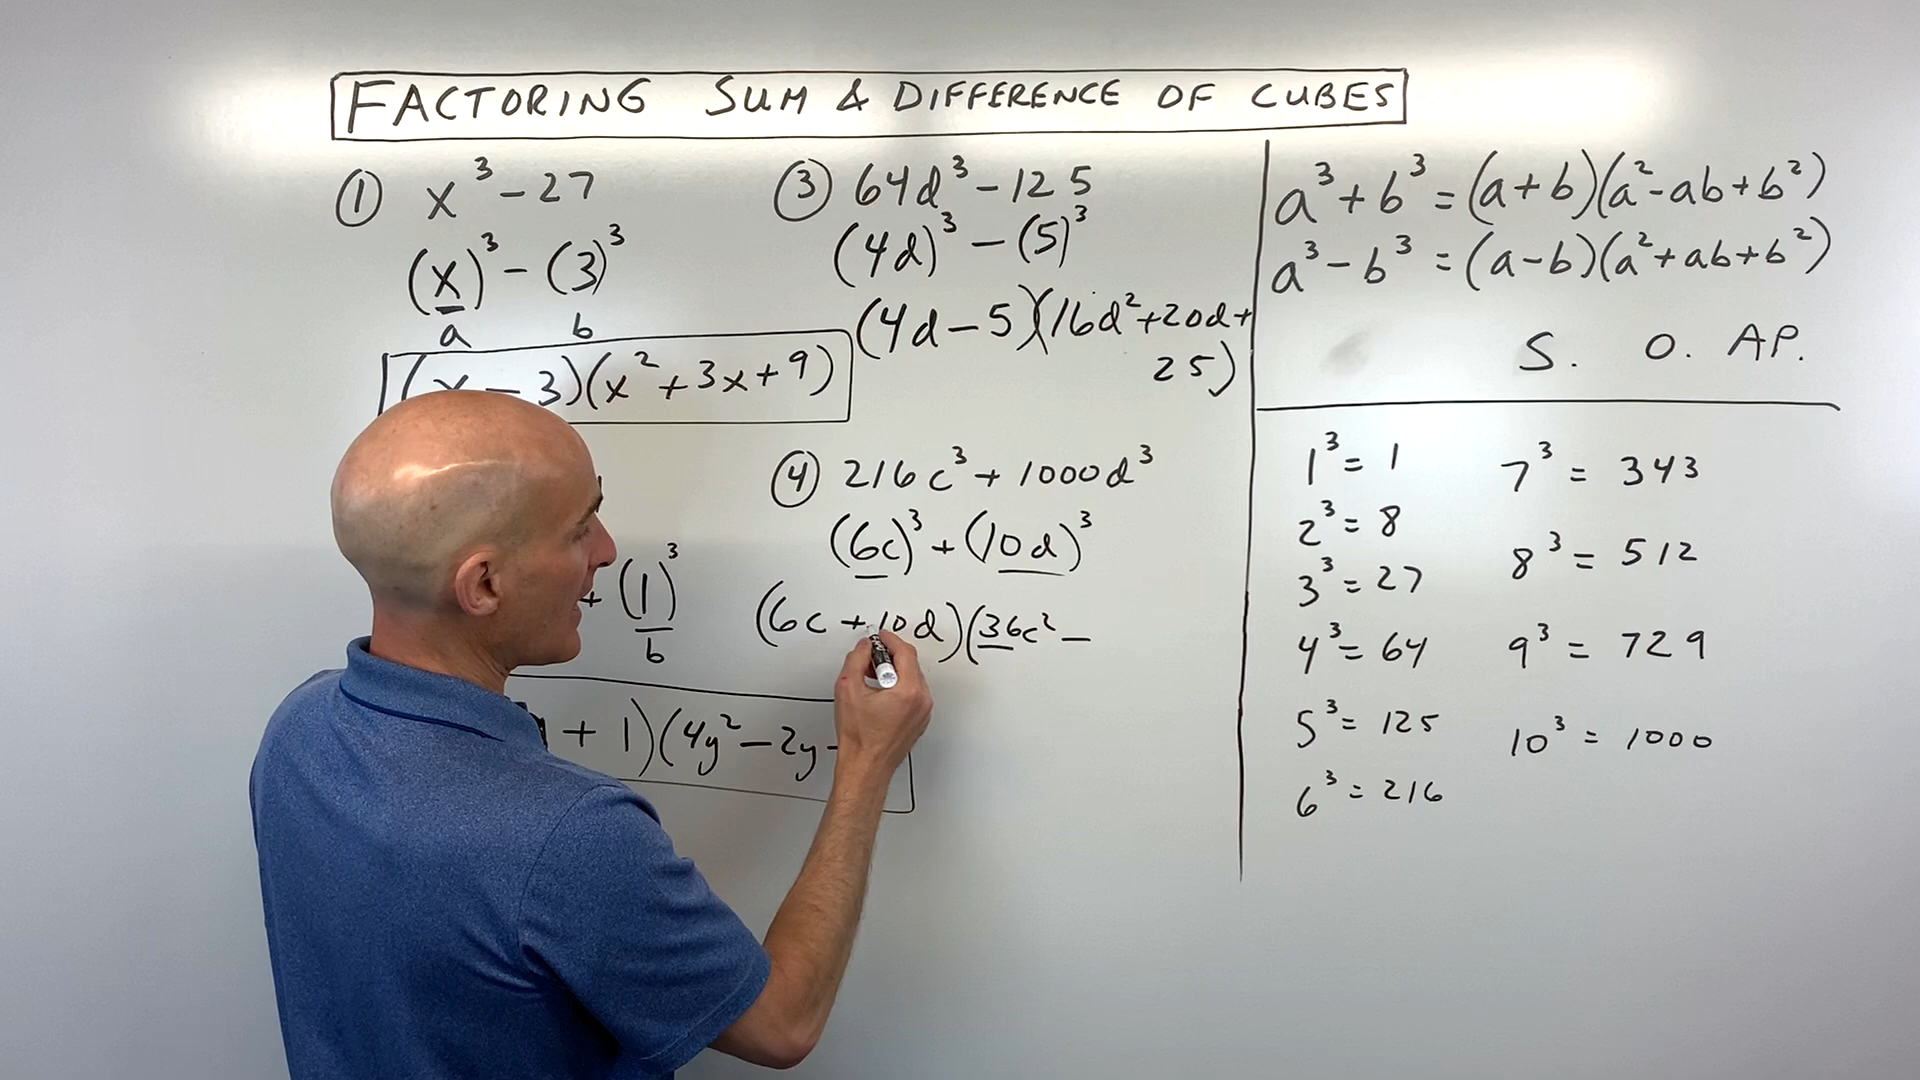 FACTORING SUM & DIFFERENCE OF CUBES
① x³ - 27
(x)³ - (3)³
a b
(x - 3)(x² + 3x + 9)
+ (1)³
b
+ 1)(4y² - 2y
③ 64d³ - 125
(4d)³ - (5)³
(4d - 5)(16d² + 20d +
25)
④ 216c³ + 1000d³
(6c)³ + (10d)³
(6c + 10d)(36c² -
a³ + b³ = (a + b)(a² - ab + b²)
a³ - b³ = (a - b)(a² + ab + b²)
S. O. AP.
1³ = 1
2³ = 8
3³ = 27
4³ = 64
5³ = 125
6³ = 216
7³ = 343
8³ = 512
9³ = 729
10³ = 1000